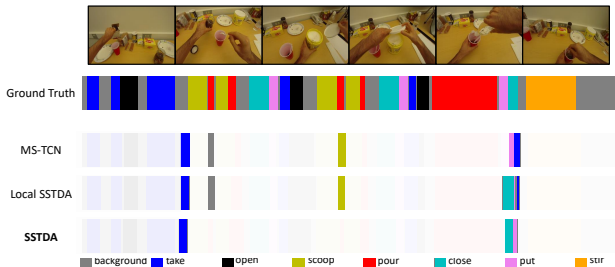 Ground Truth
MS-TCN
Local SSTDA
SSTDA
background take open scoop pour close put stir